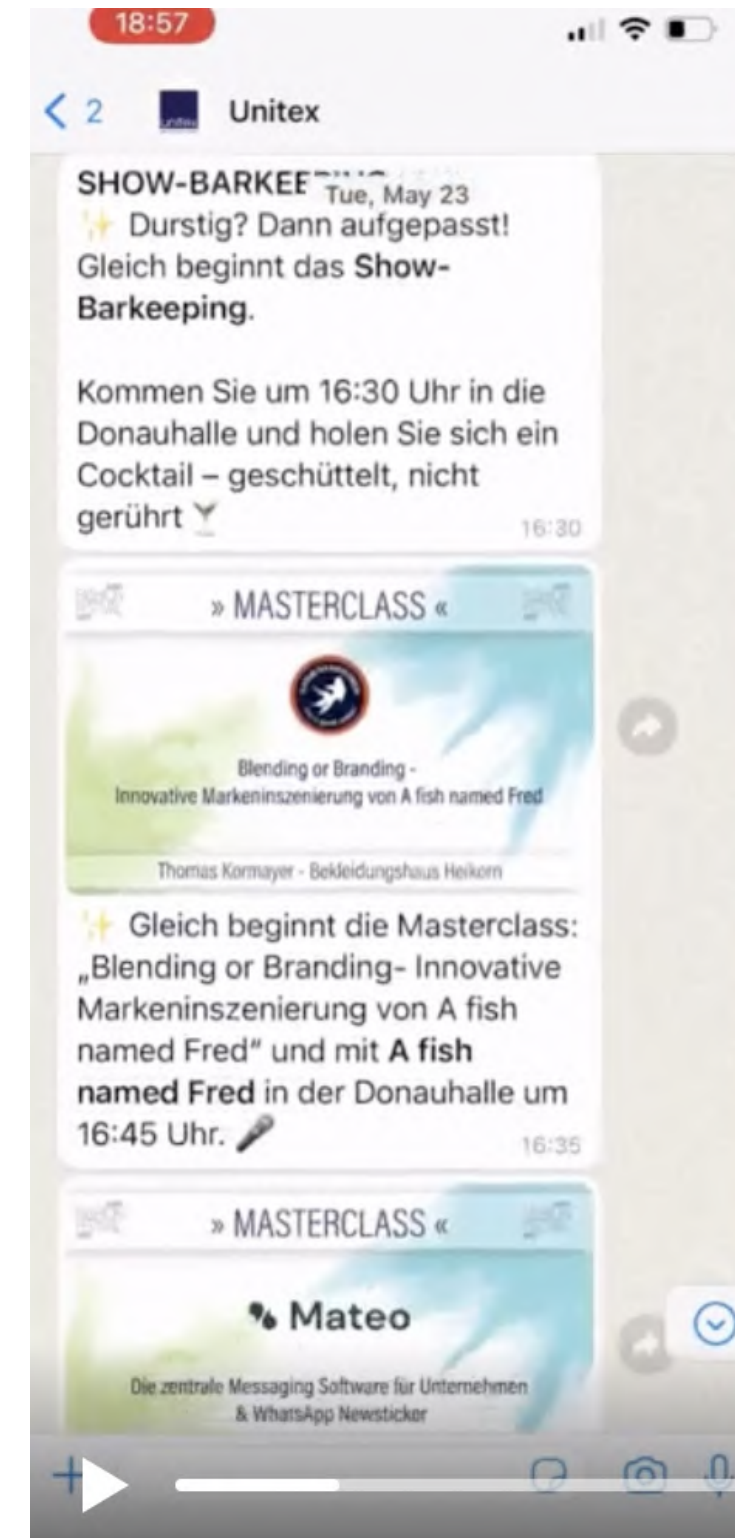 18:57
2
unitex
Unitex
SHOW-BARKEE
Tue, May 23
✨ Durstig? Dann aufgepasst!
Gleich beginnt das Show-
Barkeeping.
Kommen Sie um 16:30 Uhr in die
Donauhalle und holen Sie sich ein
Cocktail – geschüttelt, nicht
gerührt 🍸
16:30
» MASTERCLASS «
Blending or Branding -
Innovative Markeninszenierung von A fish named Fred
Thomas Kormayer - Bekleidungshaus Heikorn
✨ Gleich beginnt die Masterclass:
„Blending or Branding- Innovative
Markeninszenierung von A fish
named Fred“ und mit A fish
named Fred in der Donauhalle um
16:45 Uhr. 🎤
16:35
» MASTERCLASS «
Mateo
Die zentrale Messaging Software für Unternehmen
& WhatsApp Newsticker